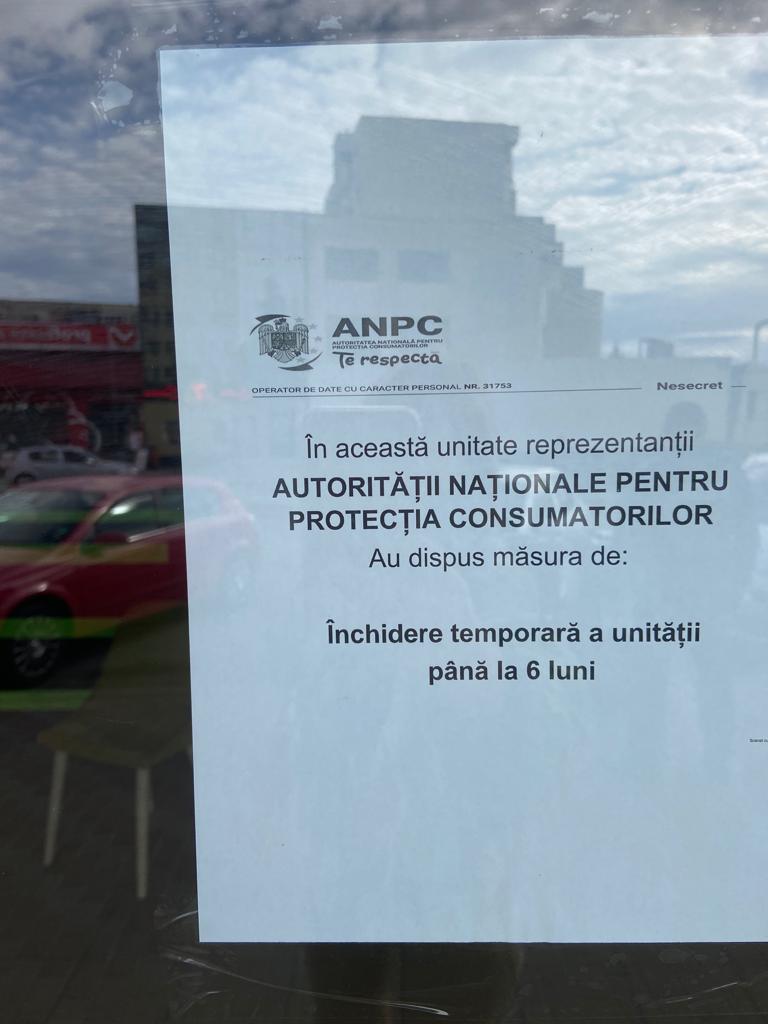 ANPC
AUTORITATEA NAȚIONALĂ PENTRU
PROTECȚIA CONSUMATORILOR
Te respectă
OPERATOR DE DATE CU CARACTER PERSONAL NR. 31753
Nesecret
În această unitate reprezentanții
AUTORITĂȚII NAȚIONALE PENTRU
PROTECȚIA CONSUMATORILOR
Au dispus măsura de:
Închidere temporară a unității
până la 6 luni